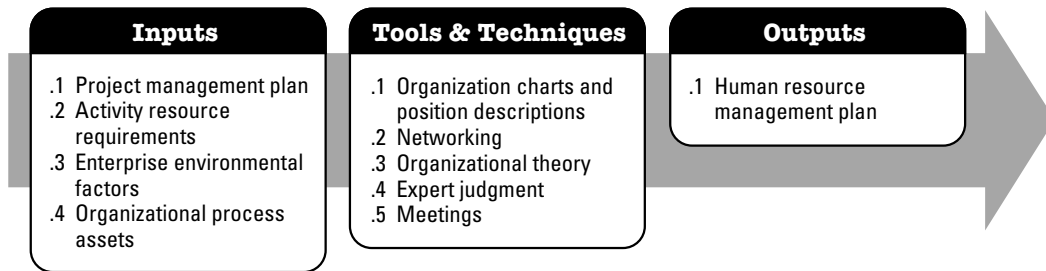 Inputs
.1 Project management plan
.2 Activity resource
requirements
.3 Enterprise environmental
factors
.4 Organizational process
assets
Tools & Techniques
.1 Organization charts and
position descriptions
.2 Networking
.3 Organizational theory
.4 Expert judgment
.5 Meetings
Outputs
.1 Human resource
management plan